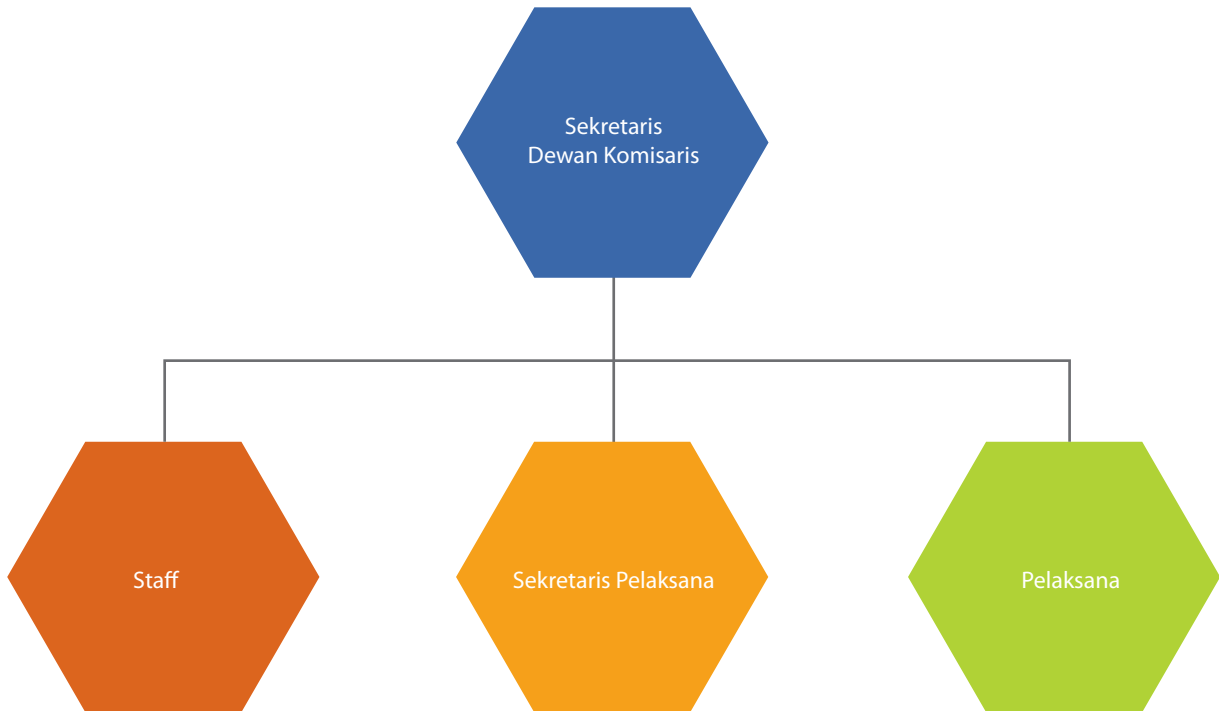 Sekretaris
Dewan Komisaris
Staff
Sekretaris Pelaksana
Pelaksana